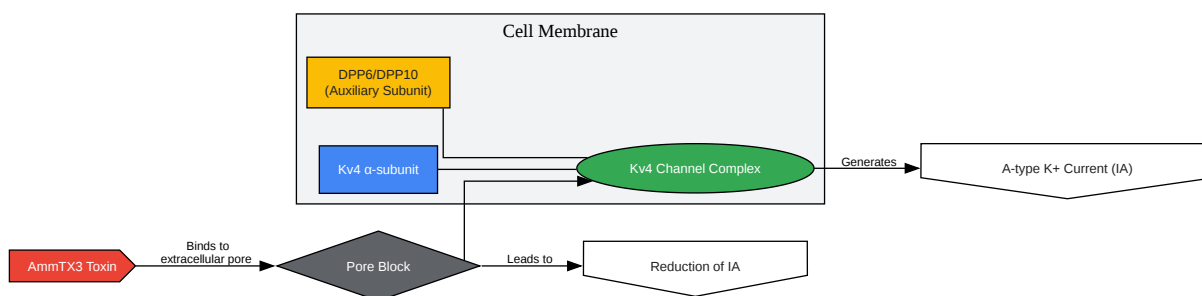 Cell Membrane
DPP6/DPP10
(Auxiliary Subunit)
Kv4 α-subunit
Kv4 Channel Complex
Generates
A-type K+ Current (IA)
AmmTX3 Toxin
Binds to
extracellular pore
Pore Block
Leads to
Reduction of IA